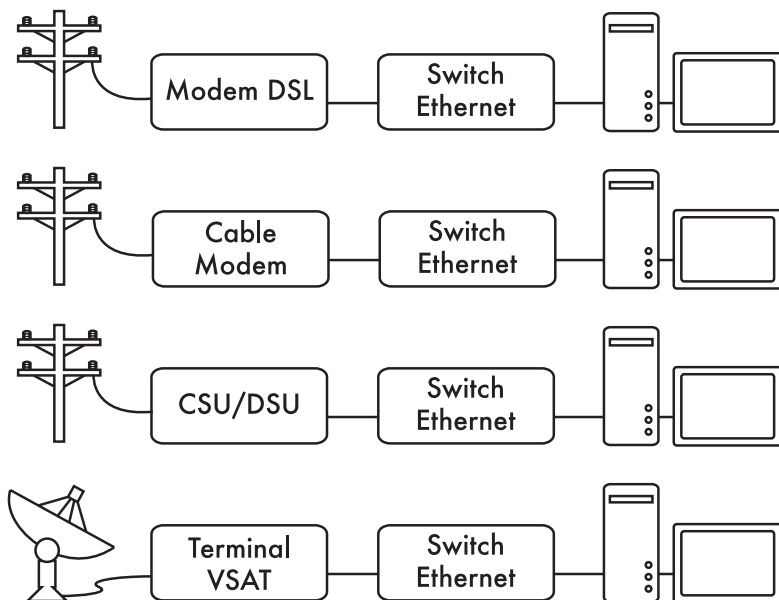 Modem DSL
Switch
Ethernet
Cable
Modem
Switch
Ethernet
CSU/DSU
Switch
Ethernet
Terminal
VSAT
Switch
Ethernet